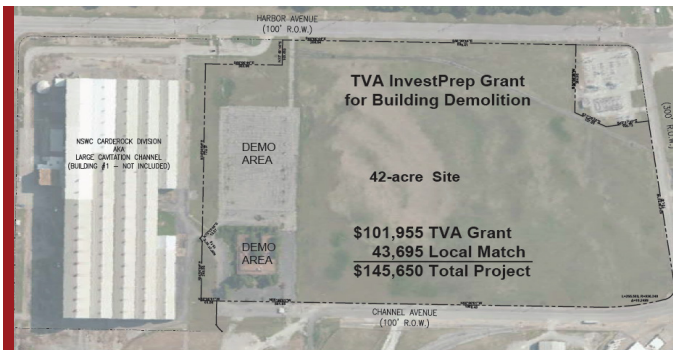 HARBOR AVENUE
(100' R.O.W.)
TVA InvestPrep Grant
for Building Demolition
(300' R.O.W.)
NSWC CARDEROCK DIVISION
AKA
LARGE CAVITATION CHANNEL
(BUILDING #1 – NOT INCLUDED)
DEMO
AREA
42-acre Site
$101,955 TVA Grant
43,695 Local Match
$145,650 Total Project
DEMO
AREA
CHANNEL AVENUE
(100' R.O.W.)